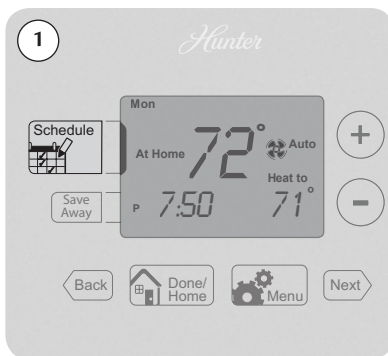 1
Hunter
Mon
Schedule
At Home 72° Auto
Heat to
Save
Away
P 7:50 71°
Back
Done/
Home
Menu
Next
+
-